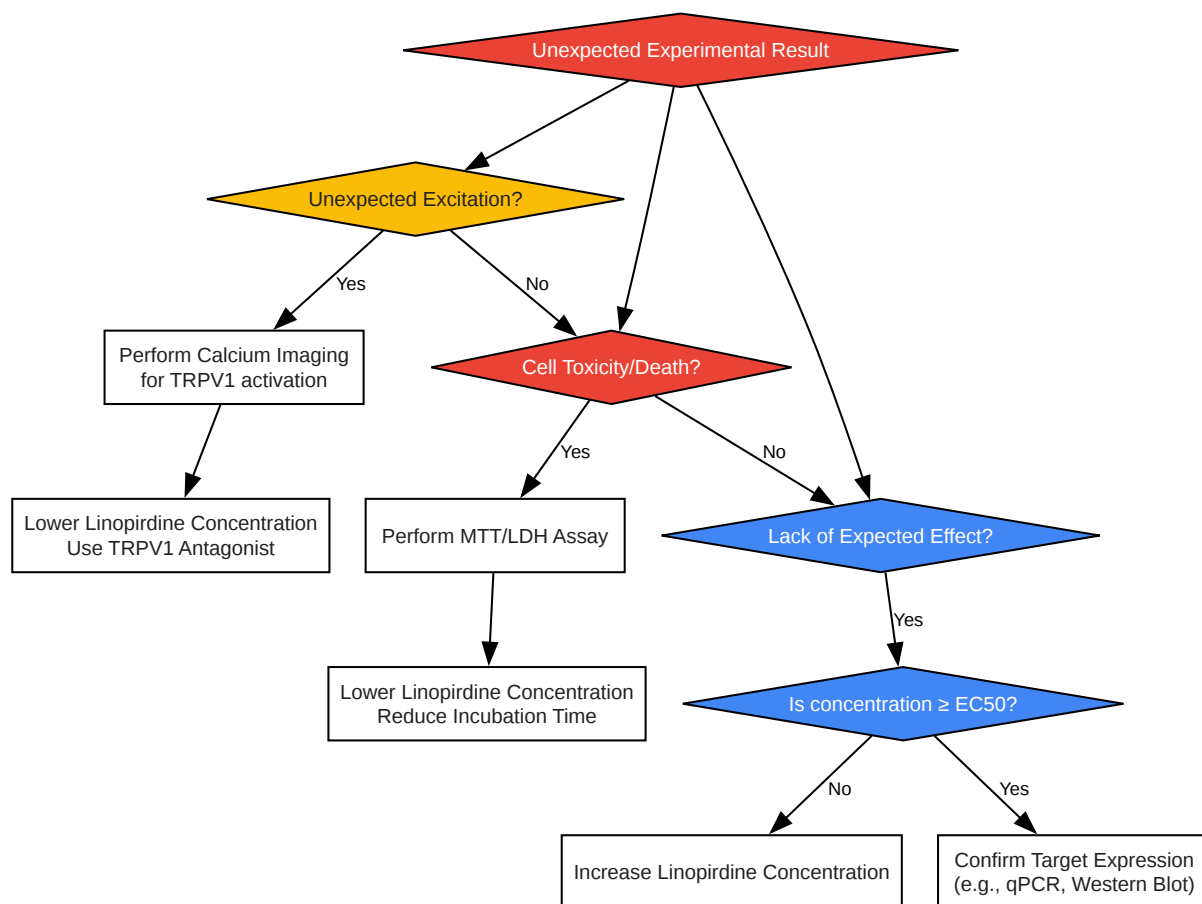 Unexpected Experimental Result
Unexpected Excitation?
Yes
No
Perform Calcium Imaging
for TRPV1 activation
Cell Toxicity/Death?
Yes
No
Lower Linopirdine Concentration
Use TRPV1 Antagonist
Perform MTT/LDH Assay
Lack of Expected Effect?
Yes
Lower Linopirdine Concentration
Reduce Incubation Time
Is concentration ≥ EC50?
No
Yes
Increase Linopirdine Concentration
Confirm Target Expression
(e.g., qPCR, Western Blot)